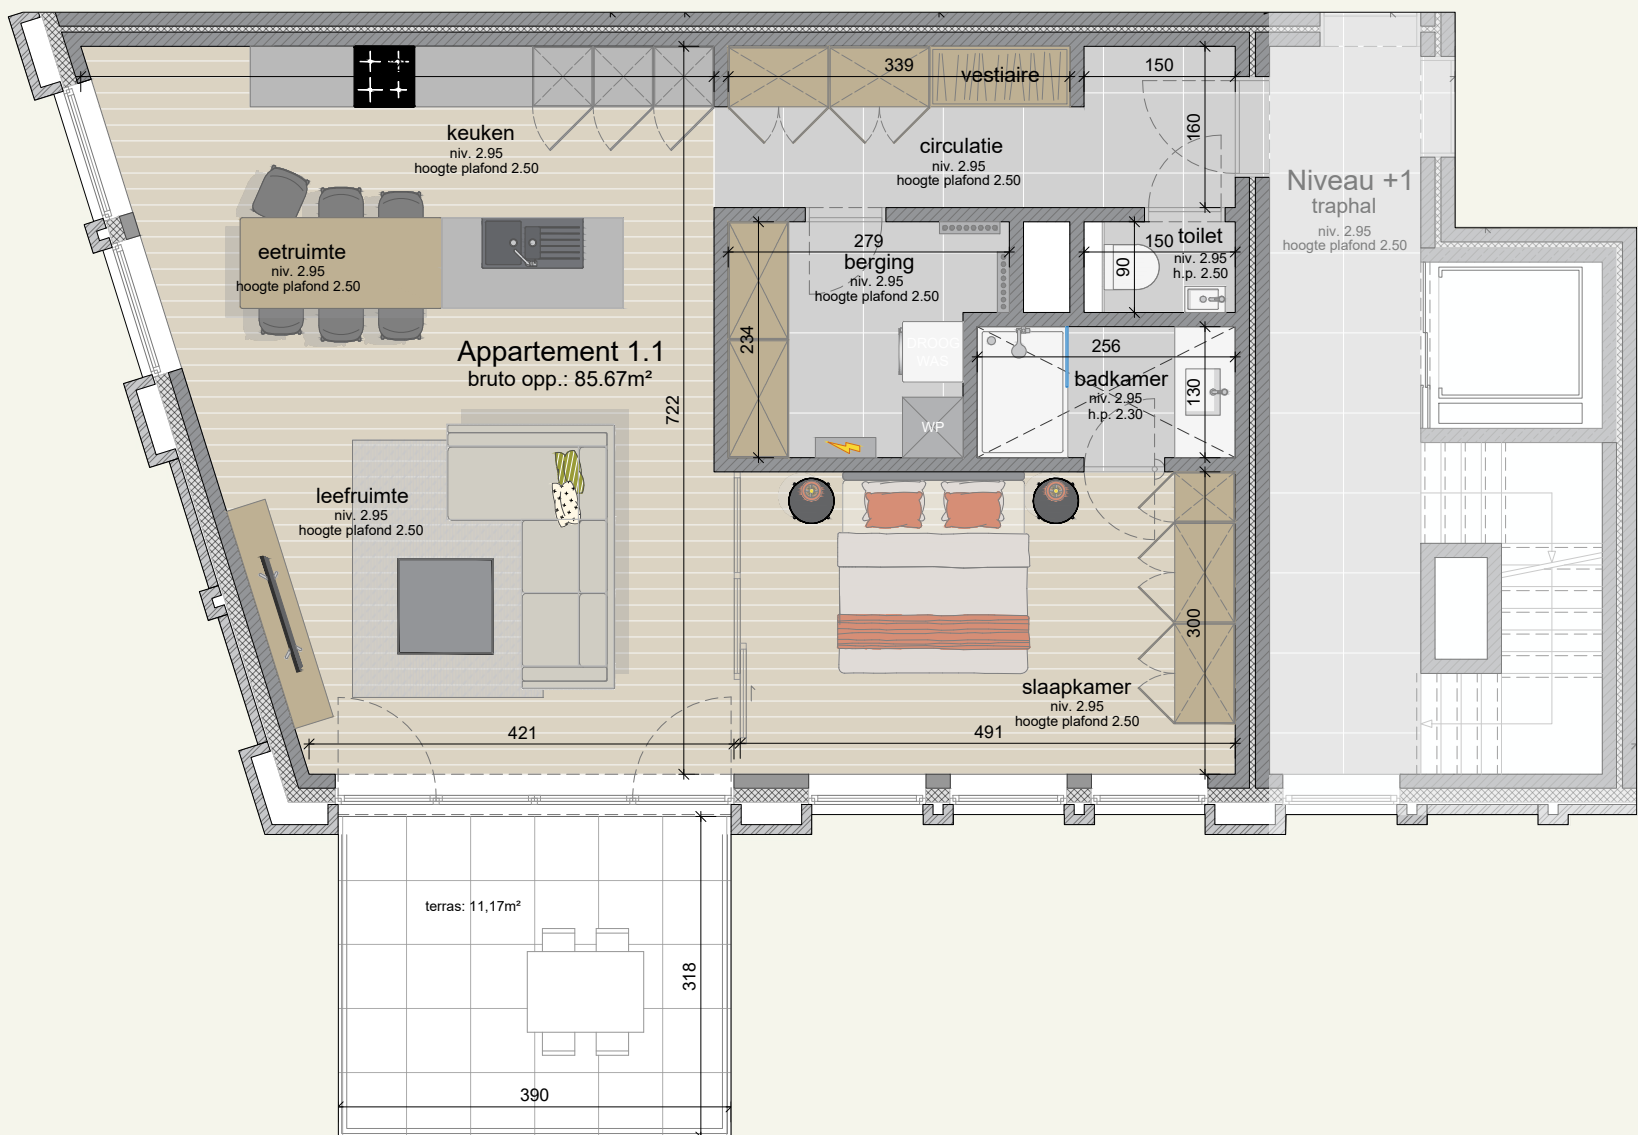 339
vestiaire
150
keuken
niv. 2.95
hoogte plafond 2.50
circulatie
niv. 2.95
hoogte plafond 2.50
160
Niveau +1
traphal
niv. 2.95
hoogte plafond 2.50
eetruimte
niv. 2.95
hoogte plafond 2.50
279
berging
niv. 2.95
hoogte plafond 2.50
150
toilet
niv. 2.95
h.p. 2.50
90
234
DROOG
WAS
256
badkamer
niv. 2.95
h.p. 2.30
130
Appartement 1.1
bruto opp.: 85.67m²
722
WP
leefruimte
niv. 2.95
hoogte plafond 2.50
300
slaapkamer
niv. 2.95
hoogte plafond 2.50
421
491
terras: 11,17m²
318
390